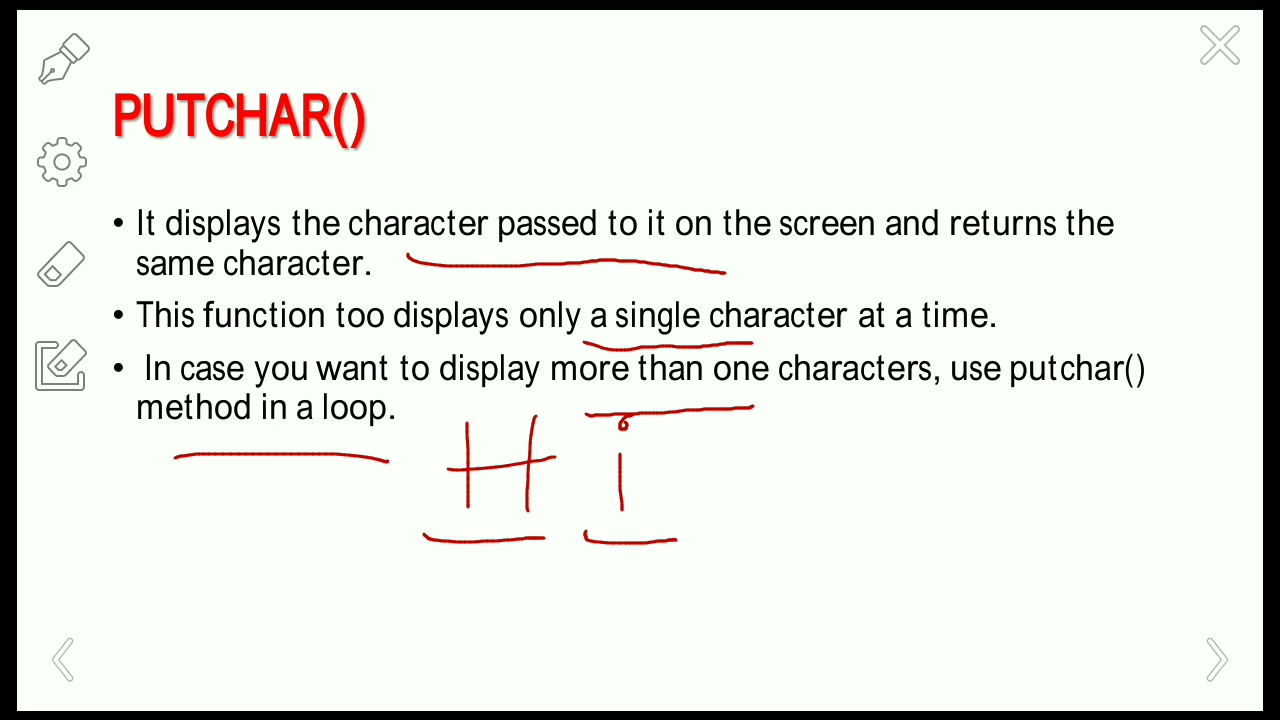 PUTCHAR()
• It displays the character passed to it on the screen and returns the
same character.
• This function too displays only a single character at a time.
• In case you want to display more than one characters, use putchar()
method in a loop.
Hi